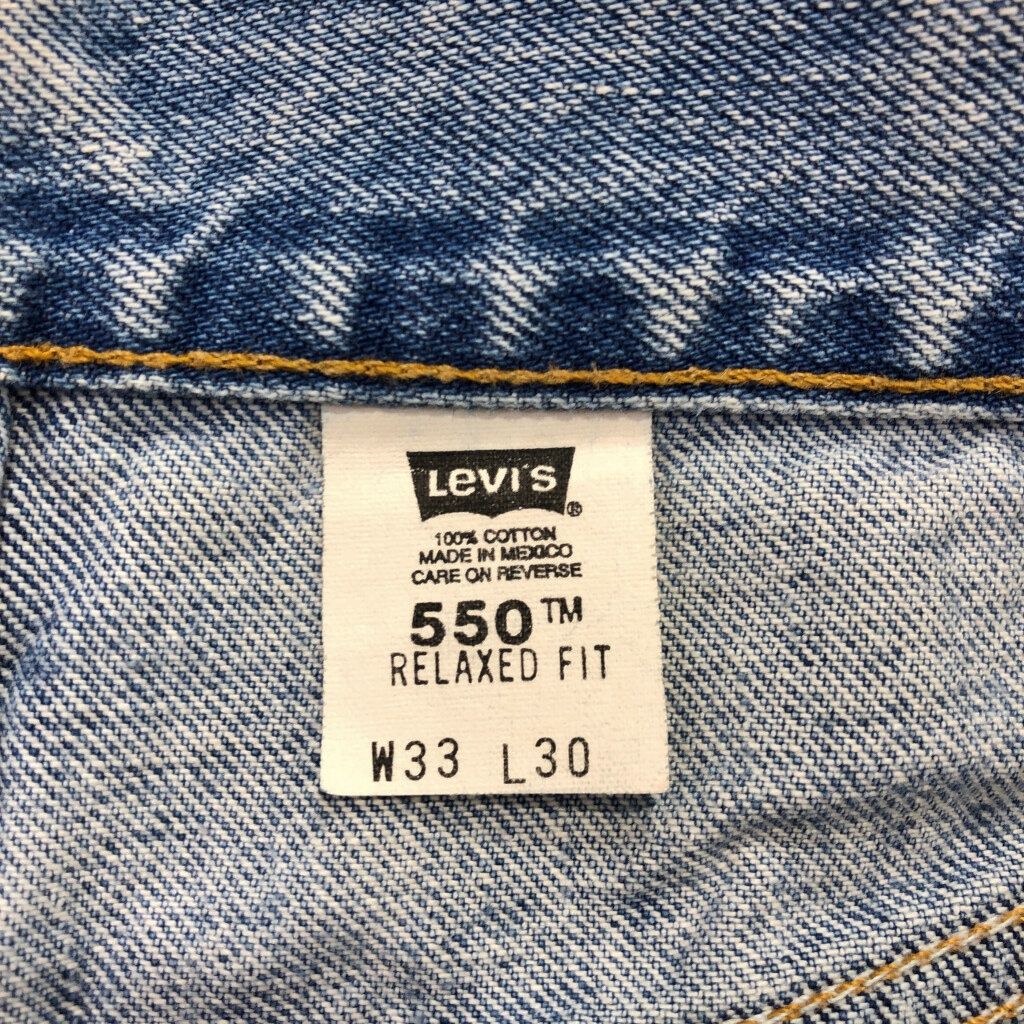 Levi's®
100% COTTON
MADE IN MEXICO
CARE ON REVERSE
550™
RELAXED FIT
W33 L30